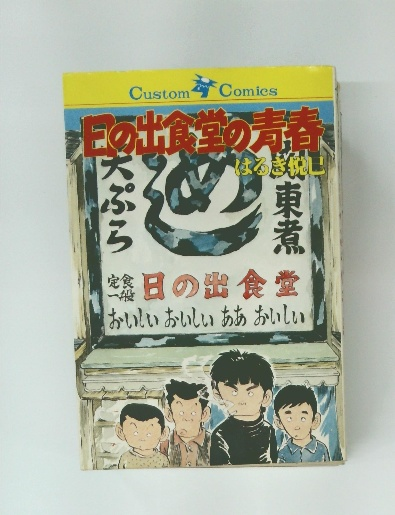 Custom Comics
日の出食堂の青春
はるき悦巳
天ぷら
めし
関東煮
定食
一般
日の出食堂
おいしい おいしい ああ おいしい